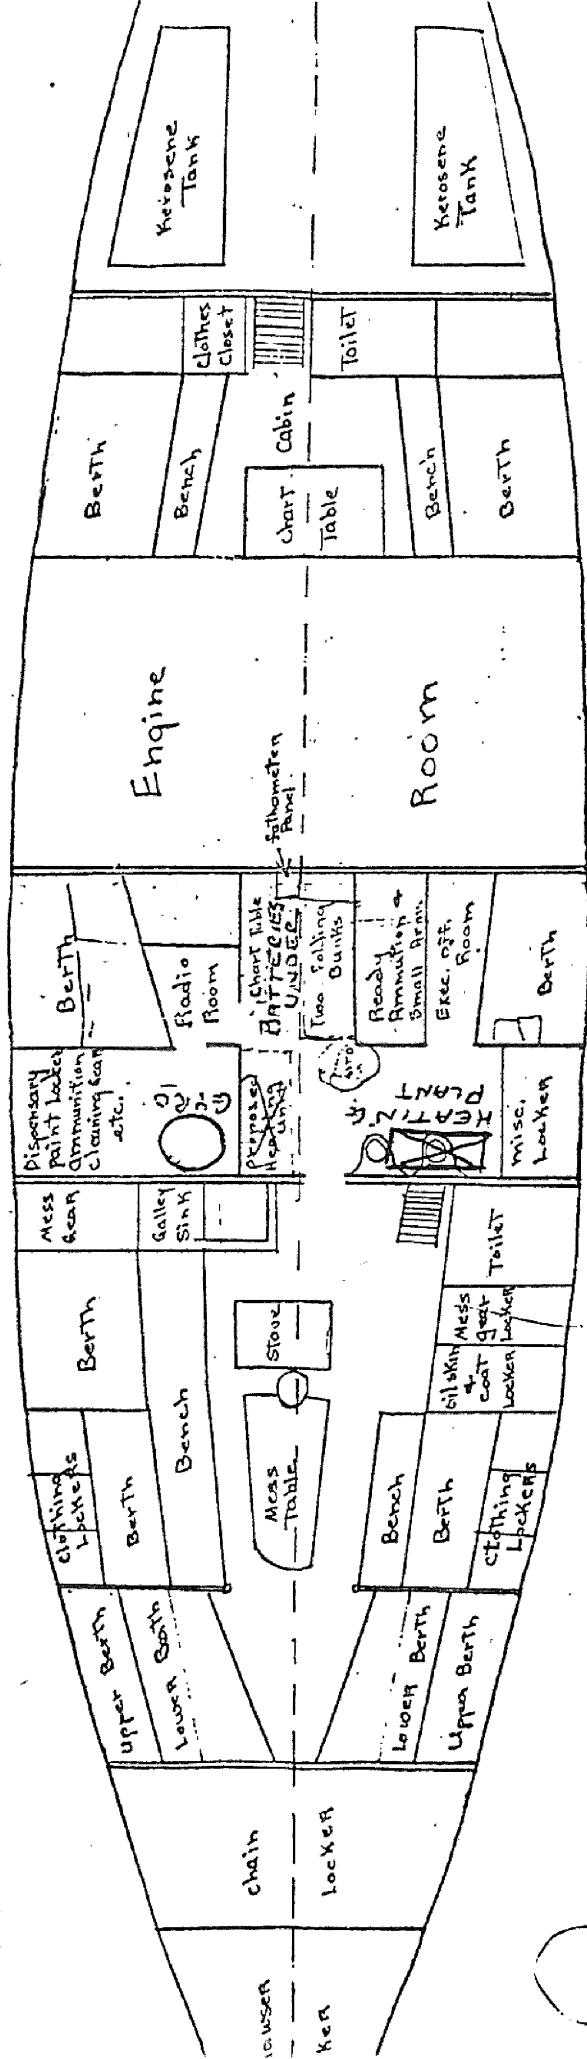 Kerosene
Tank
Kerosene
Tank
Clothes
Closet
Toilet
Berth
Bench
Cabin
Chart
Table
Bench
Berth
Engine
Room
fathometer
Panel
Berth
Radio
Room
Chart Table
BATTERIES
UNDER
Two Folding
Bunks
Ready
Ammution &
Small Arms
Exec. off.
Room
Berth
Dispensary
paint Locker
ammunition
cleaning Gear
etc.
Proposed
Heating Unit
HEATING
PLANT
misc.
Locker
Mess
Gear
Galley
Sink
Toilet
Berth
Stove
Mess
gear
Locker
oilskin
&
coat
Locker
Bench
Mess
Table
Clothing
Lockers
Berth
Bench
Berth
Clothing
Lockers
Upper Berth
Lower Berth
Lower Berth
Upper Berth
chain
Locker
awser
ker